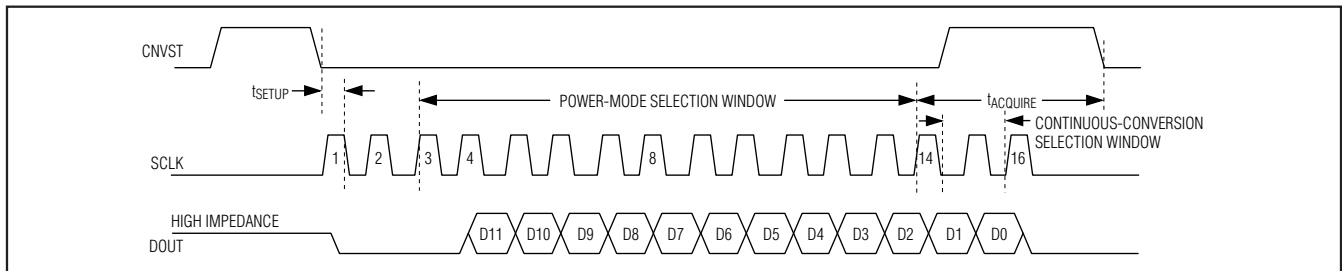 CNVST
tSETUP
POWER-MODE SELECTION WINDOW
tACQUIRE
CONTINUOUS-CONVERSION
SELECTION WINDOW
SCLK
1 2 3 4 8 14 16
HIGH IMPEDANCE
DOUT
D11 D10 D9 D8 D7 D6 D5 D4 D3 D2 D1 D0